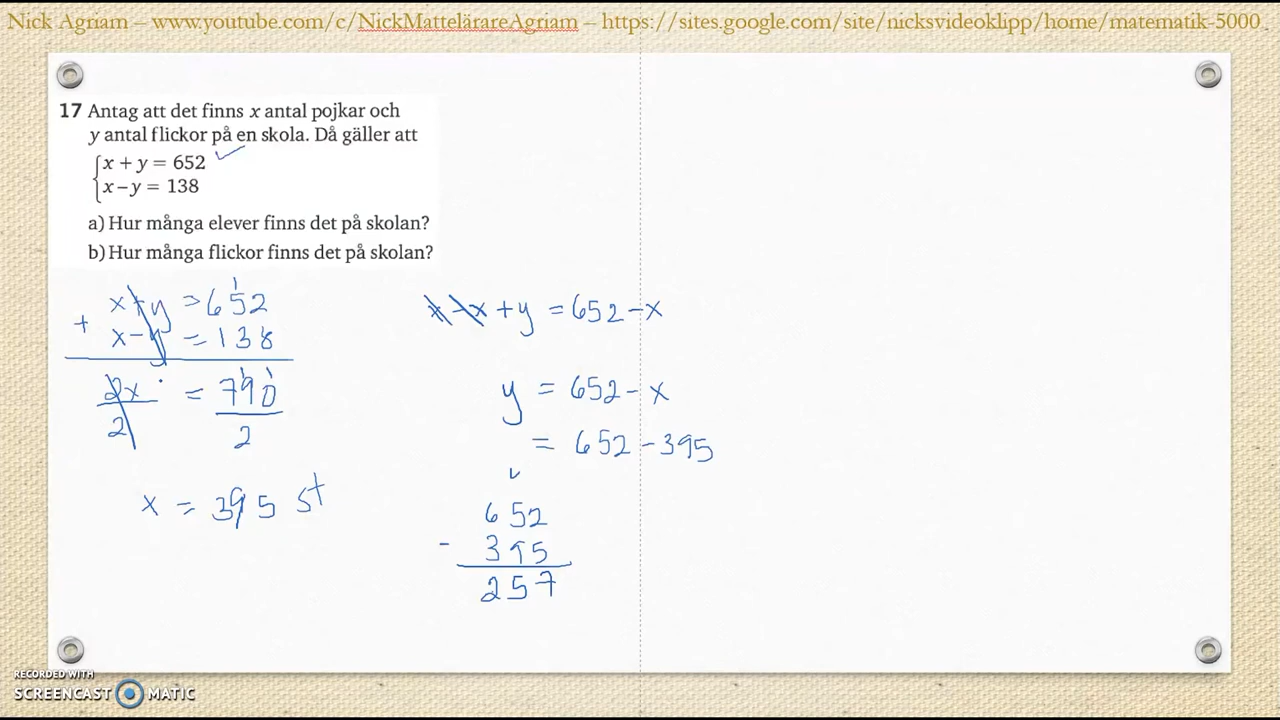 Nick Agriam – www.youtube.com/c/NickMattelärareAgriam – https://sites.google.com/site/nicksvideoklipp/home/matematik-5000
17 Antag att det finns x antal pojkar och
y antal flickor på en skola. Då gäller att
x + y = 652
x – y = 138
a) Hur många elever finns det på skolan?
b) Hur många flickor finns det på skolan?
1
x + y = 652
+ x - y = 138
2x = 790
2 2
x = 395 st
x - x + y = 652 - x
y = 652 - x
= 652 - 395
652
- 395
257
RECORDED WITH
SCREENCAST MATIC